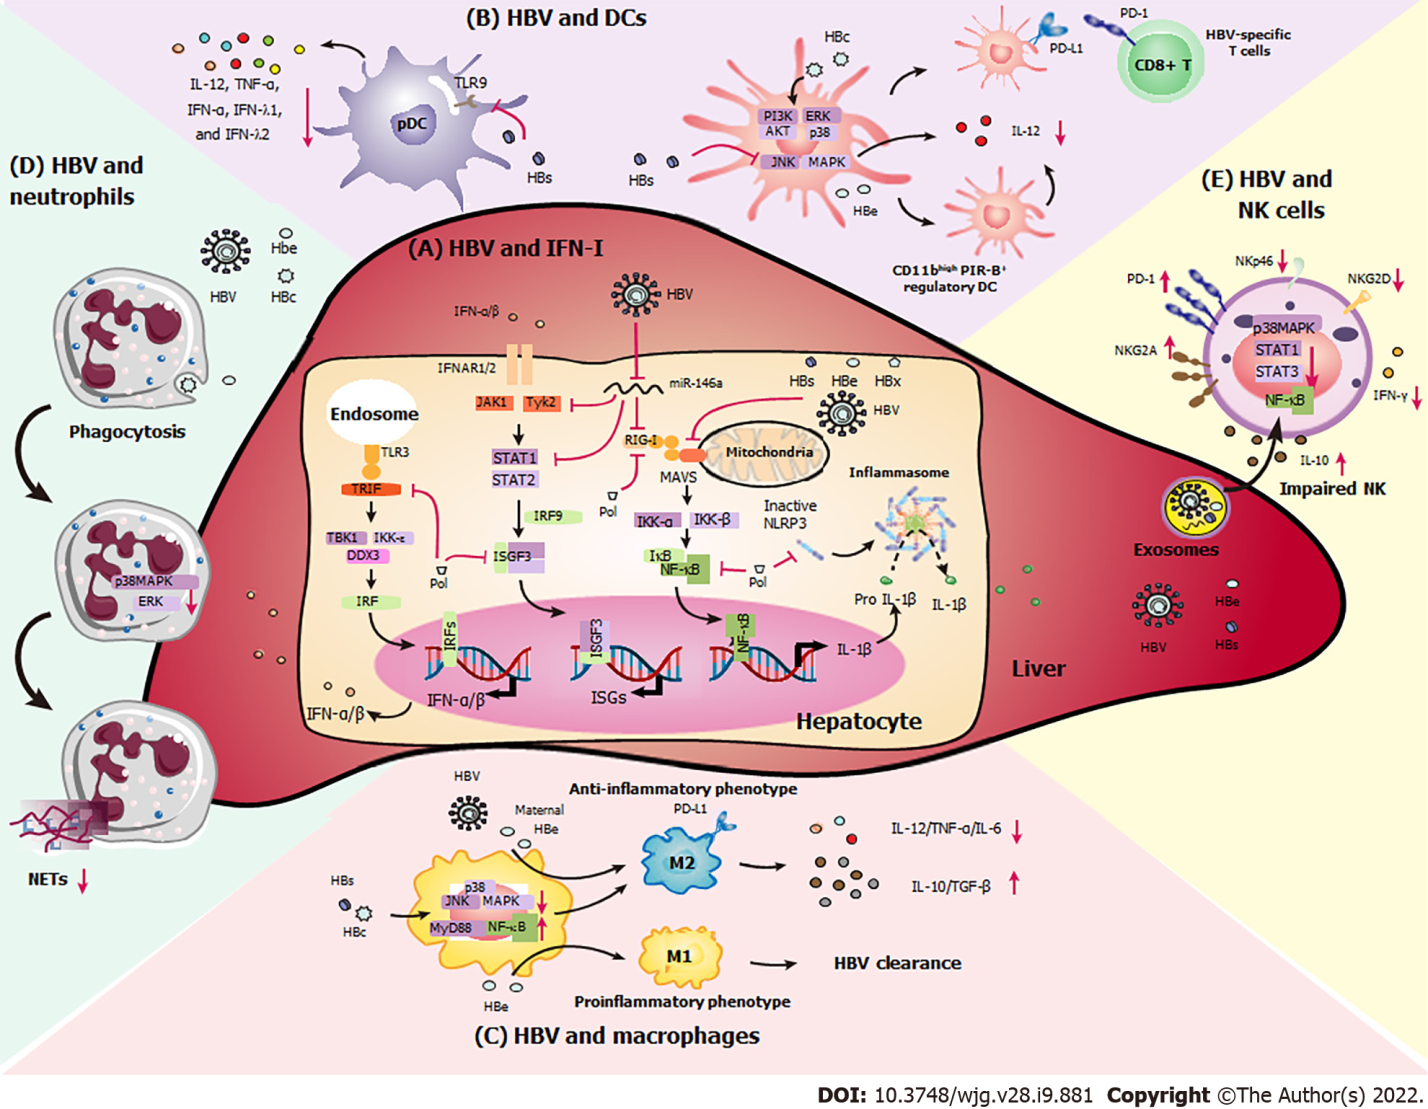 (B) HBV and DCs
IL-12, TNF-α,
IFN-α, IFN-λ1,
and IFN-λ2
TLR9
pDC
HBs
HBs
HBc
PI3K
ERK
AKT
p38
JNK
MAPK
HBe
PD-1
PD-L1
CD8+ T
HBV-specific
T cells
IL-12
CD11bʰⁱᵍʰ PIR-B⁺
regulatory DC
(D) HBV and
neutrophils
HBV
Hbe
HBc
Phagocytosis
p38MAPK
ERK
NETs
(E) HBV and
NK cells
NKp46
PD-1
NKG2D
NKG2A
p38MAPK
STAT1
STAT3
NF-κB
IFN-γ
IL-10
Impaired NK
Exosomes
HBV
HBe
HBs
Liver
(A) HBV and IFN-I
IFN-α/β
HBV
IFNAR1/2
miR-146a
JAK1
Tyk2
Endosome
TLR3
TRIF
TBK1
IKK-ε
DDX3
IRF
STAT1
STAT2
IRF9
ISGF3
Pol
RIG-I
Pol
MAVS
Mitochondria
HBs
HBe
HBx
HBV
IKK-α
IKK-β
IκB
NF-κB
Pol
Inactive
NLRP3
Inflammasome
Pro IL-1β
IL-1β
IRFs
ISGF3
NF-κB
IL-1β
IFN-α/β
ISGs
IFN-α/β
Hepatocyte
HBV
Maternal
HBe
Anti-inflammatory phenotype
PD-L1
M2
IL-12/TNF-α/IL-6
IL-10/TGF-β
HBs
HBc
p38
JNK
MAPK
MyD88
NF-κB
HBe
M1
HBV clearance
Proinflammatory phenotype
(C) HBV and macrophages
DOI: 10.3748/wjg.v28.i9.881 Copyright ©The Author(s) 2022.